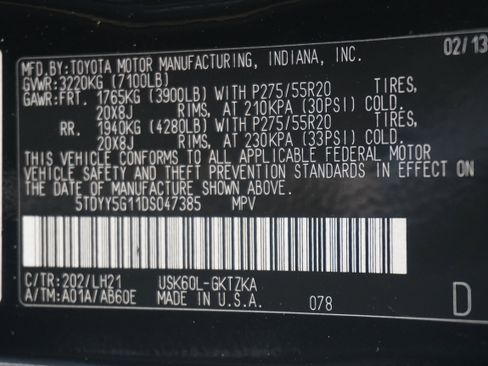 MFD.BY:TOYOTA MOTOR MANUFACTURING, INDIANA, INC. 02/13
GVWR: 3220KG (7100LB)
GAWR:FRT. 1765KG (3900LB) WITH P275/55R20 TIRES,
20X8J RIMS, AT 210KPA (30PSI) COLD.
RR. 1940KG (4280LB) WITH P275/55R20 TIRES,
20X8J RIMS, AT 230KPA (33PSI) COLD.
THIS VEHICLE CONFORMS TO ALL APPLICABLE FEDERAL MOTOR
VEHICLE SAFETY AND THEFT PREVENTION STANDARDS IN EFFECT
ON THE DATE OF MANUFACTURE SHOWN ABOVE.
5TDYY5G11DS047385 MPV
C/TR:202/LH21 USK60L-GKTZKA
A/TM:A01A/AB60E MADE IN U.S.A. 078 D